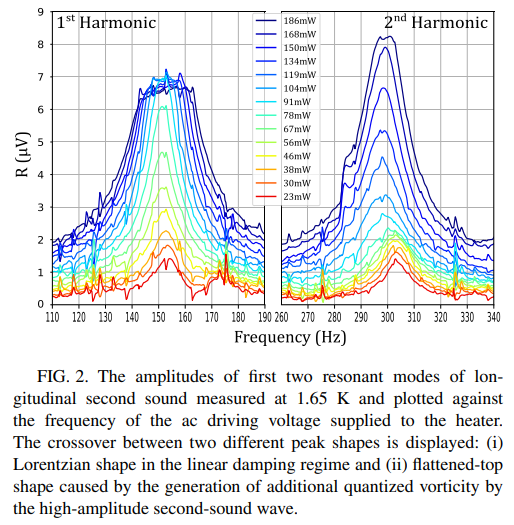 1st Harmonic
2nd Harmonic
186mW
168mW
150mW
134mW
119mW
104mW
91mW
78mW
67mW
56mW
46mW
38mW
30mW
23mW
R (μV)
9
8
7
6
5
4
3
2
1
0
110 120 130 140 150 160 170 180 190
260 270 280 290 300 310 320 330 340
Frequency (Hz)
FIG. 2. The amplitudes of first two resonant modes of lon-
gitudinal second sound measured at 1.65 K and plotted against
the frequency of the ac driving voltage supplied to the heater.
The crossover between two different peak shapes is displayed: (i)
Lorentzian shape in the linear damping regime and (ii) flattened-top
shape caused by the generation of additional quantized vorticity by
the high-amplitude second-sound wave.